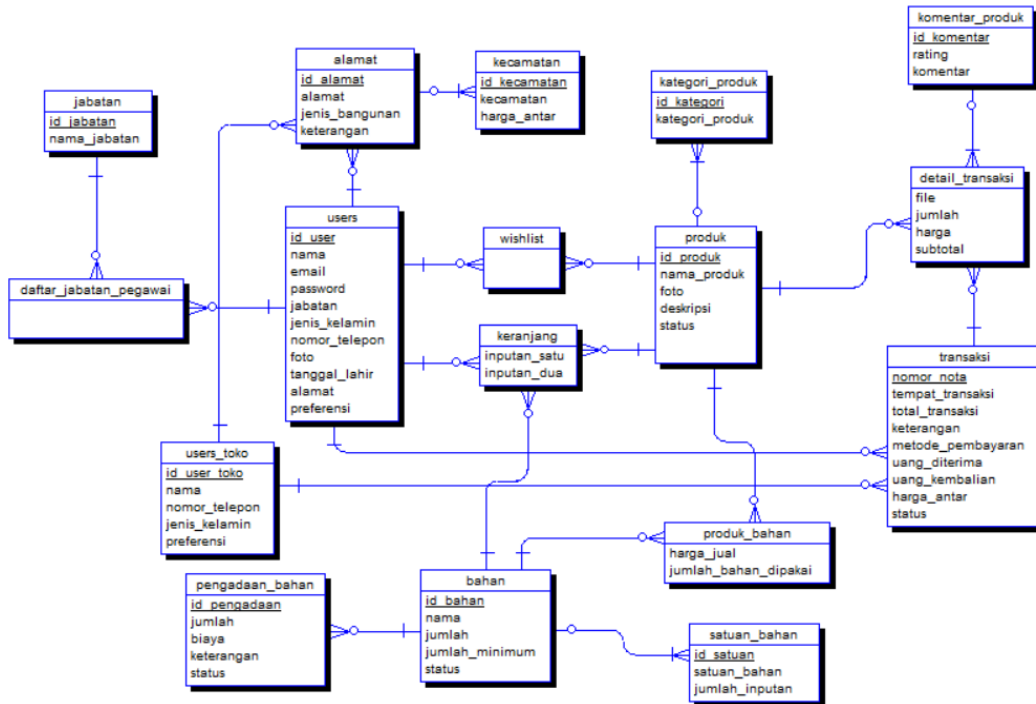 komentar_produk
id_komentar
rating
komentar
alamat
id_alamat
alamat
jenis_bangunan
keterangan
kecamatan
id_kecamatan
kecamatan
harga_antar
kategori_produk
id_kategori
kategori_produk
jabatan
id_jabatan
nama_jabatan
detail_transaksi
file
jumlah
harga
subtotal
users
id_user
nama
email
password
jabatan
jenis_kelamin
nomor_telepon
foto
tanggal_lahir
alamat
preferensi
wishlist
produk
id_produk
nama_produk
foto
deskripsi
status
daftar_jabatan_pegawai
keranjang
inputan_satu
inputan_dua
transaksi
nomor_nota
tempat_transaksi
total_transaksi
keterangan
metode_pembayaran
uang_diterima
uang_kembalian
harga_antar
status
users_toko
id_user_toko
nama
nomor_telepon
jenis_kelamin
preferensi
produk_bahan
harga_jual
jumlah_bahan_dipakai
pengadaan_bahan
id_pengadaan
jumlah
biaya
keterangan
status
bahan
id_bahan
nama
jumlah
jumlah_minimum
status
satuan_bahan
id_satuan
satuan_bahan
jumlah_inputan